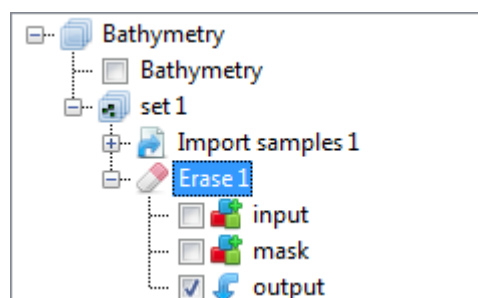 Bathymetry
Bathymetry
set 1
Import samples 1
Erase 1
input
mask
output